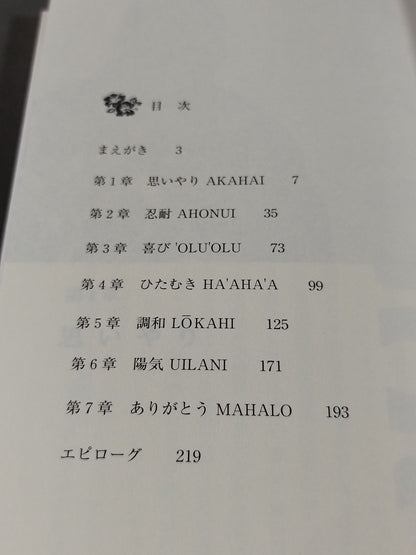 目次
まえがき 3
第1章 思いやり AKAHAI 7
第2章 忍耐 AHONUI 35
第3章 喜び 'OLU'OLU 73
第4章 ひたむき HA'AHA'A 99
第5章 調和 LŌKAHI 125
第6章 陽気 UILANI 171
第7章 ありがとう MAHALO 193
エピローグ 219